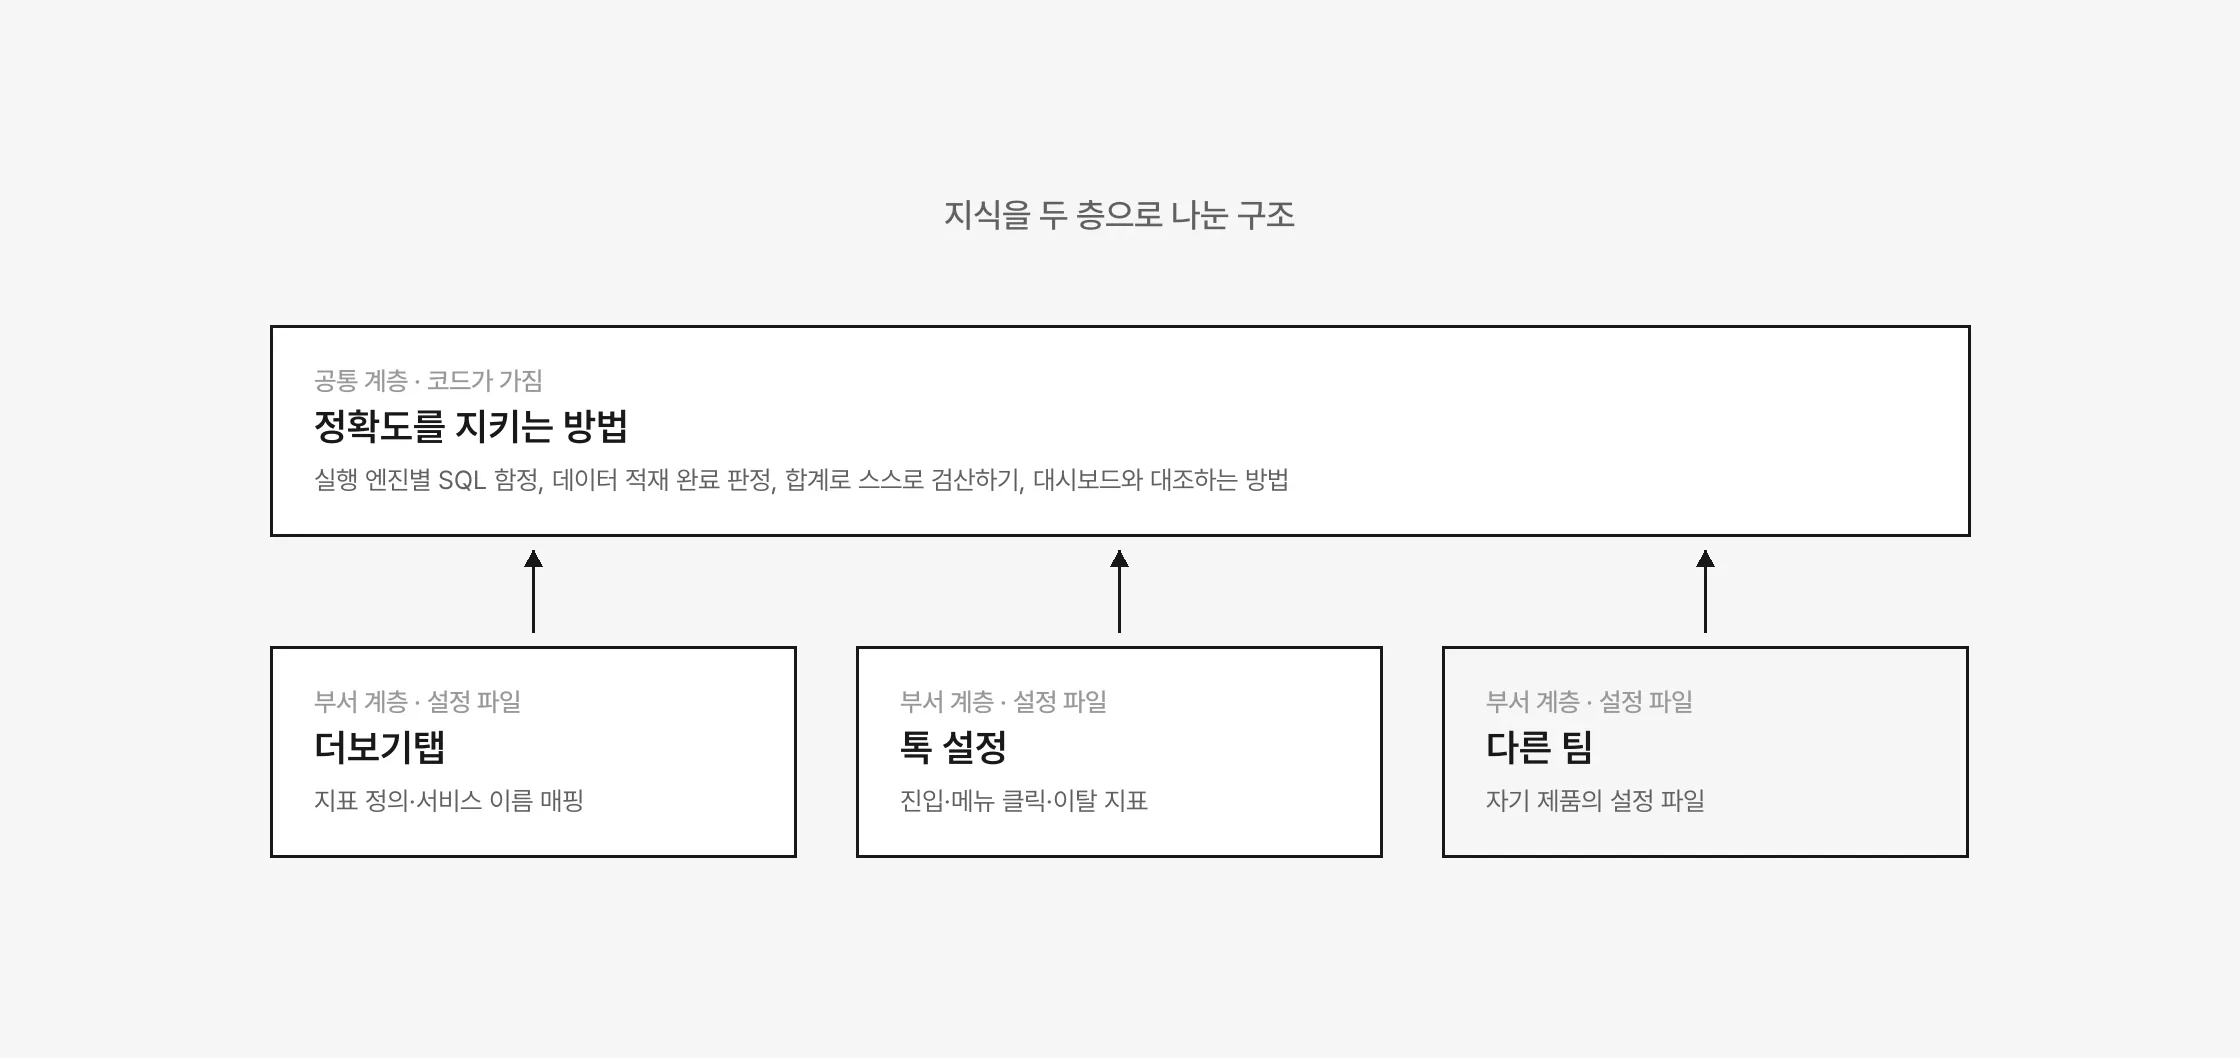 지식을 두 층으로 나눈 구조
공통 계층 · 코드가 가짐
정확도를 지키는 방법
실행 엔진별 SQL 함정, 데이터 적재 완료 판정, 합계로 스스로 검산하기, 대시보드와 대조하는 방법
부서 계층 · 설정 파일
더보기탭
지표 정의·서비스 이름 매핑
부서 계층 · 설정 파일
톡 설정
진입·메뉴 클릭·이탈 지표
부서 계층 · 설정 파일
다른 팀
자기 제품의 설정 파일